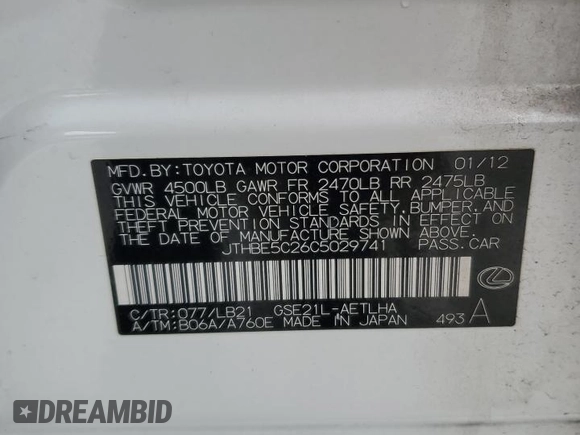 MFD.BY:TOYOTA MOTOR CORPORATION 01/12
GVWR 4500LB GAWR FR 2470LB RR 2475LB
THIS VEHICLE CONFORMS TO ALL APPLICABLE
FEDERAL MOTOR VEHICLE SAFETY,BUMPER,AND
THEFT PREVENTION STANDARDS IN EFFECT ON
THE DATE OF MANUFACTURE SHOWN ABOVE.
JTHBE5C26C5029741 PASS.CAR
C/TR:077/LB21 GSE21L-AETLHA
A/TM:B06A/A760E MADE IN JAPAN 493 A
DREAMBID